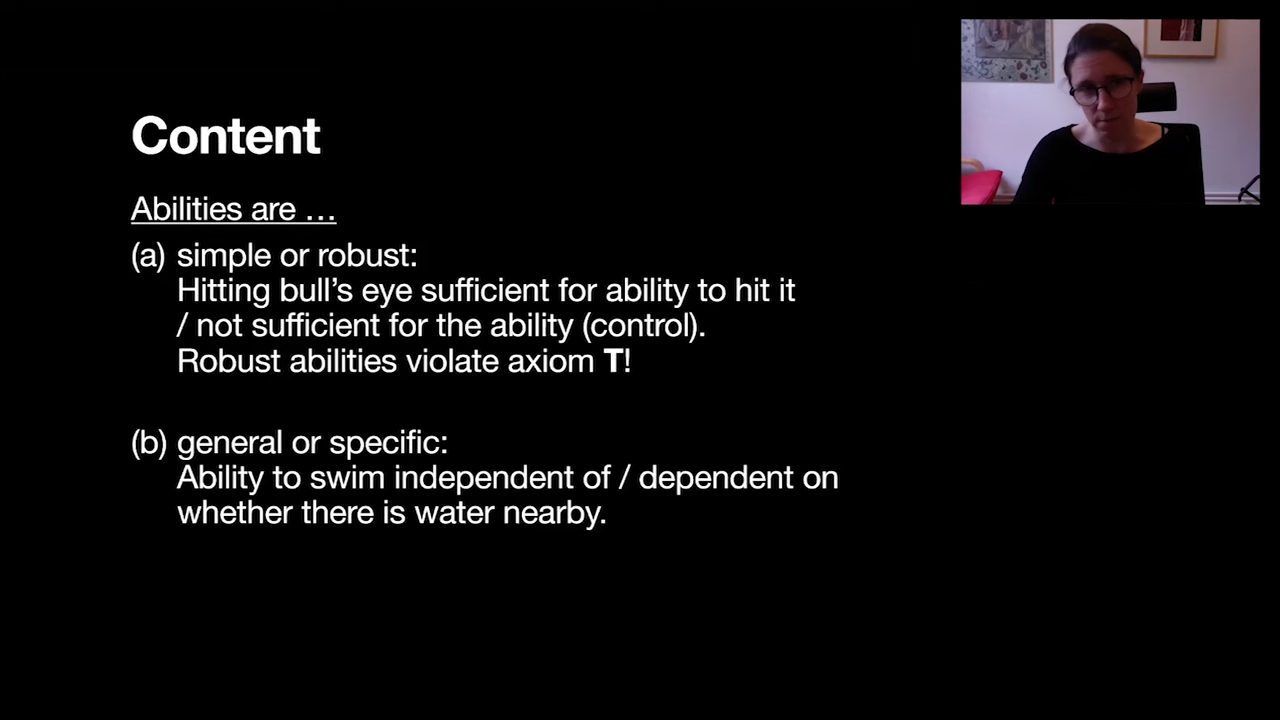 Content
Abilities are …
(a) simple or robust:
Hitting bull’s eye sufficient for ability to hit it
/ not sufficient for the ability (control).
Robust abilities violate axiom T!
(b) general or specific:
Ability to swim independent of / dependent on
whether there is water nearby.